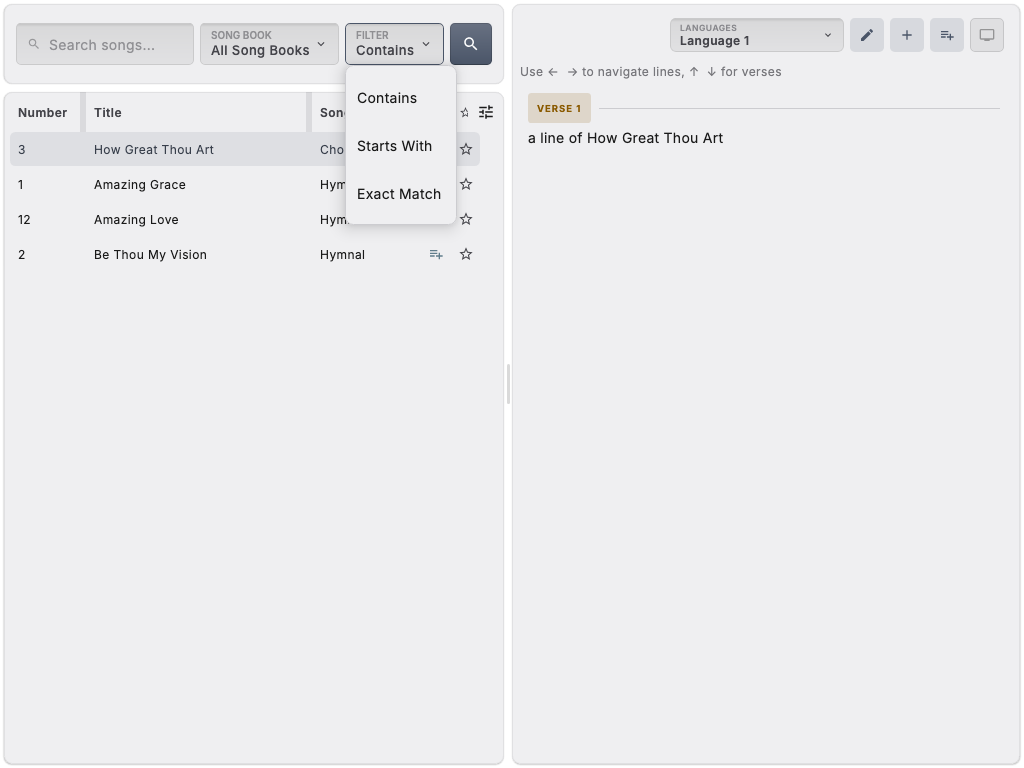 Search songs...
SONG BOOK
All Song Books
FILTER
Contains
Contains
Starts With
Exact Match
Number Title Son
3 How Great Thou Art Cho
1 Amazing Grace Hym
12 Amazing Love Hym
2 Be Thou My Vision Hymnal
LANGUAGES
Language 1
Use ← → to navigate lines, ↑ ↓ for verses
VERSE 1
a line of How Great Thou Art